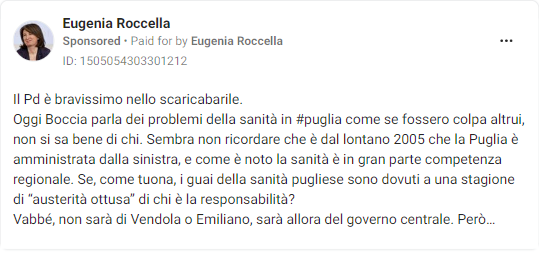 Eugenia Roccella
Sponsored • Paid for by Eugenia Roccella
ID: 1505054303301212
Il Pd è bravissimo nello scaricabarile.
Oggi Boccia parla dei problemi della sanità in #puglia come se fossero colpa altrui,
non si sa bene di chi. Sembra non ricordare che è dal lontano 2005 che la Puglia è
amministrata dalla sinistra, e come è noto la sanità è in gran parte competenza
regionale. Se, come tuona, i guai della sanità pugliese sono dovuti a una stagione
di “austerità ottusa” di chi è la responsabilità?
Vabbé, non sarà di Vendola o Emiliano, sarà allora del governo centrale. Però...